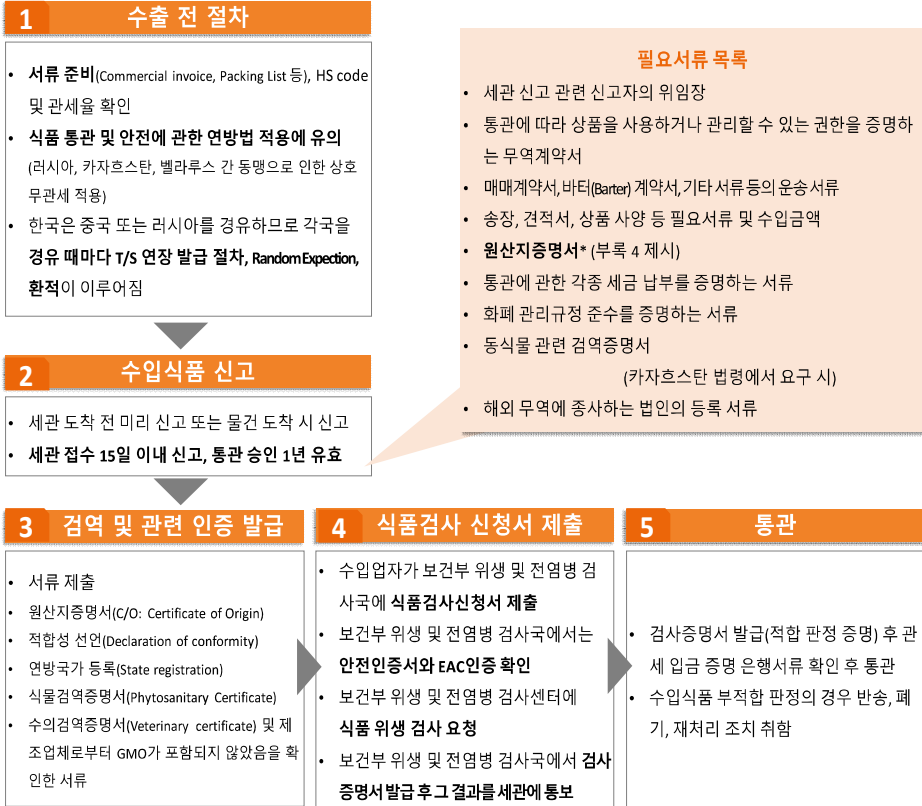 1 수출 전 절차
• 서류 준비(Commercial invoice, Packing List 등), HS code
및 관세율 확인
• 식품 통관 및 안전에 관한 연방법 적용에 유의
(러시아, 카자흐스탄, 벨라루스 간 동맹으로 인한 상호
무관세 적용)
• 한국은 중국 또는 러시아를 경유하므로 각국을
경유 때마다 T/S 연장 발급 절차, Random Expection,
환적이 이루어짐
필요서류 목록
• 세관 신고 관련 신고자의 위임장
• 통관에 따라 상품을 사용하거나 관리할 수 있는 권한을 증명하
는 무역계약서
• 매매계약서, 바터(Barter) 계약서, 기타 서류 등의 운송 서류
• 송장, 견적서, 상품 사양 등 필요서류 및 수입금액
• 원산지증명서* (부록 4 제시)
• 통관에 관한 각종 세금 납부를 증명하는 서류
• 화폐 관리규정 준수를 증명하는 서류
• 동식물 관련 검역증명서
(카자흐스탄 법령에서 요구 시)
• 해외 무역에 종사하는 법인의 등록 서류
2 수입식품 신고
• 세관 도착 전 미리 신고 또는 물건 도착 시 신고
• 세관 접수 15일 이내 신고, 통관 승인 1년 유효
3 검역 및 관련 인증 발급
• 서류 제출
• 원산지증명서(C/O: Certificate of Origin)
• 적합성 선언(Declaration of conformity)
• 연방국가 등록(State registration)
• 식물검역증명서(Phytosanitary Certificate)
• 수의검역증명서(Veterinary certificate) 및 제
조업체로부터 GMO가 포함되지 않았음을 확
인한 서류
4 식품검사 신청서 제출
• 수입업자가 보건부 위생 및 전염병 검
사국에 식품검사신청서 제출
• 보건부 위생 및 전염병 검사국에서는
안전인증서와 EAC인증 확인
• 보건부 위생 및 전염병 검사센터에
식품 위생 검사 요청
• 보건부 위생 및 전염병 검사국에서 검사
증명서 발급 후 그 결과를 세관에 통보
5 통관
• 검사증명서 발급(적합 판정 증명) 후 관
세 입금 증명 은행서류 확인 후 통관
• 수입식품 부적합 판정의 경우 반송, 폐
기, 재처리 조치 취함